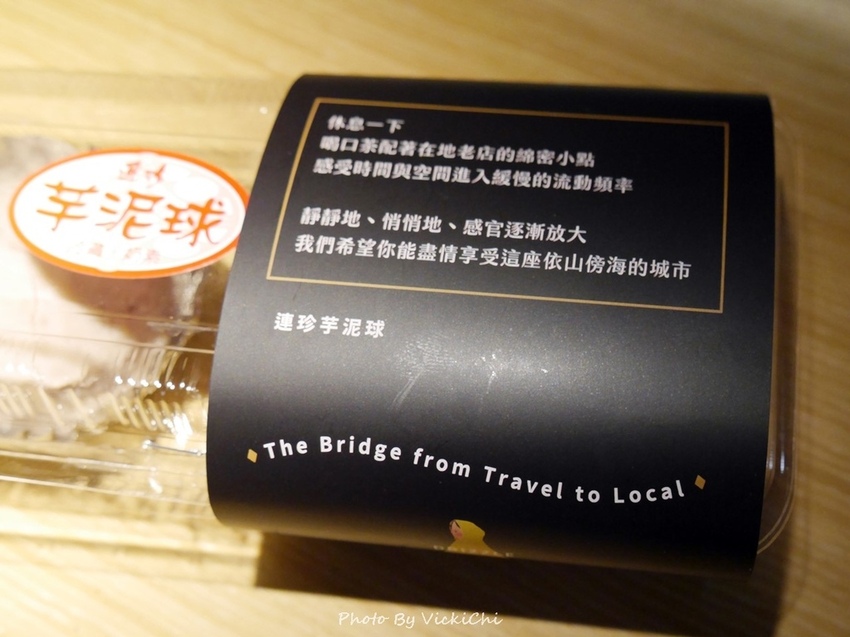 芋泥球
休息一下
喝口茶配著在地老店的綿密小點
感受時間與空間進入緩慢的流動頻率
靜靜地、悄悄地、感官逐漸放大
我們希望你能盡情享受這座依山傍海的城市
連珍芋泥球
The Bridge from Travel to Local
Photo By VickiChi